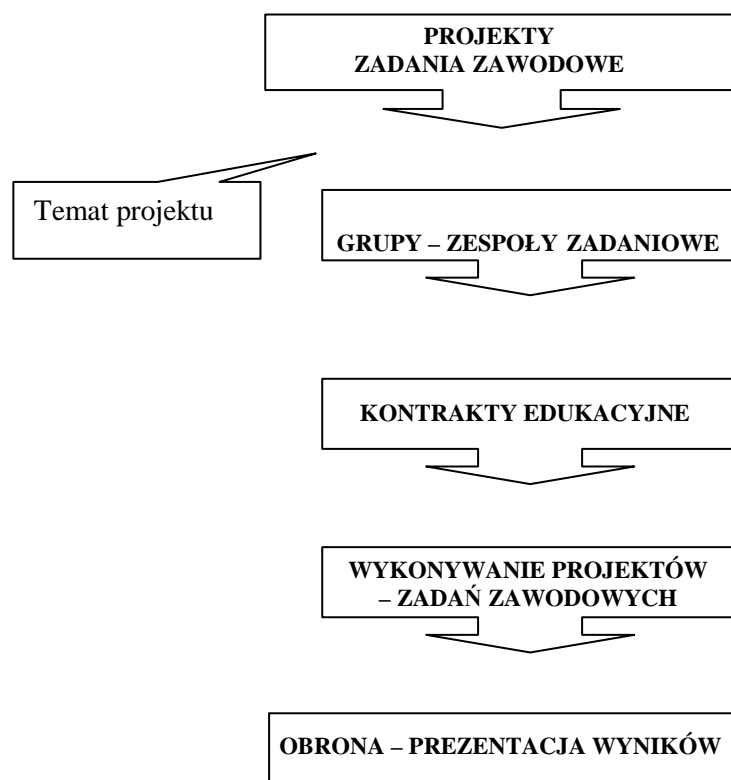 PROJEKTY
ZADANIA ZAWODOWE
Temat projektu
GRUPY – ZESPOŁY ZADANIOWE
KONTRAKTY EDUKACYJNE
WYKONYWANIE PROJEKTÓW
– ZADAŃ ZAWODOWYCH
OBRONA – PREZENTACJA WYNIKÓW